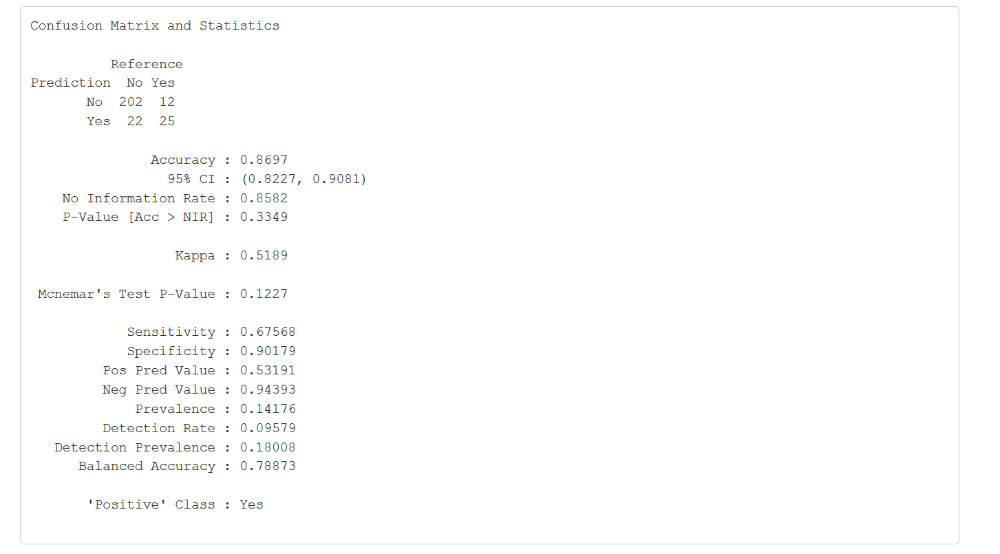 Confusion Matrix and Statistics
Reference
Prediction No Yes
No 202 12
Yes 22 25
Accuracy : 0.8697
95% CI : (0.8227, 0.9081)
No Information Rate : 0.8582
P-Value [Acc > NIR] : 0.3349
Kappa : 0.5189
Mcnemar's Test P-Value : 0.1227
Sensitivity : 0.67568
Specificity : 0.90179
Pos Pred Value : 0.53191
Neg Pred Value : 0.94393
Prevalence : 0.14176
Detection Rate : 0.09579
Detection Prevalence : 0.18008
Balanced Accuracy : 0.78873
'Positive' Class : Yes